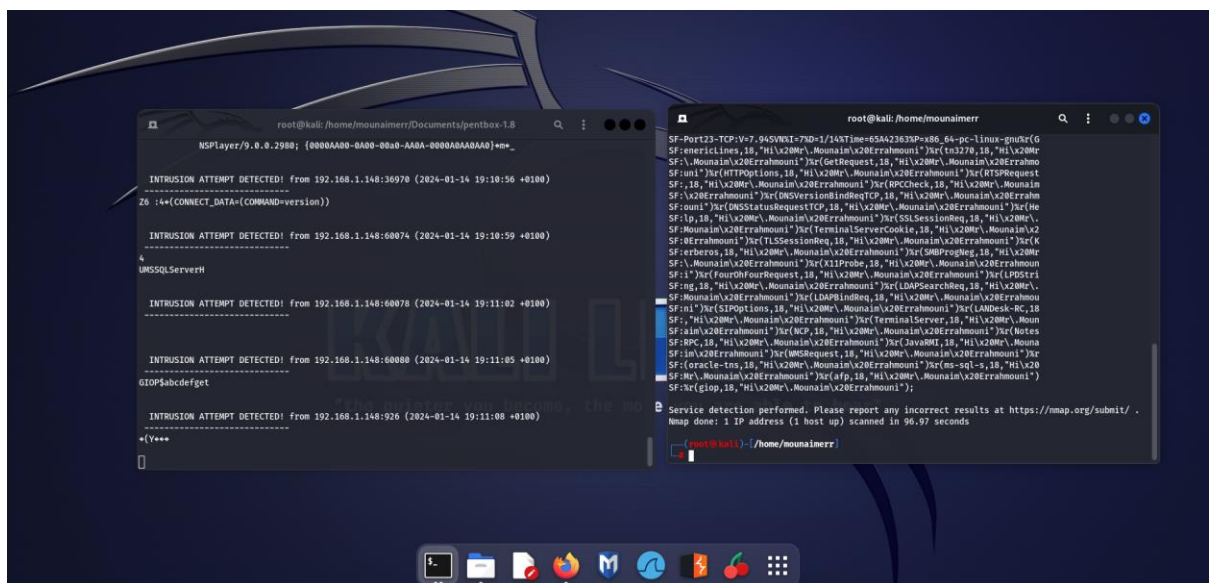 root@kali: /home/mounaimerr/Documents/pentbox-1.8
NSPlayer/9.0.0.2980; {0000AA00-0A00-00a0-AA0A-0000A0AA0AA0}
INTRUSION ATTEMPT DETECTED! from 192.168.1.148:36970 (2024-01-14 19:10:56 +0100)
-----------------------------
Z6 :4+(CONNECT_DATA=(COMMAND=version))
INTRUSION ATTEMPT DETECTED! from 192.168.1.148:60074 (2024-01-14 19:10:59 +0100)
-----------------------------
4
UMSSQLServerH
INTRUSION ATTEMPT DETECTED! from 192.168.1.148:60078 (2024-01-14 19:11:02 +0100)
-----------------------------
INTRUSION ATTEMPT DETECTED! from 192.168.1.148:60080 (2024-01-14 19:11:05 +0100)
-----------------------------
GIOP$abcdefget
INTRUSION ATTEMPT DETECTED! from 192.168.1.148:926 (2024-01-14 19:11:08 +0100)
-----------------------------
+(Y+++
root@kali: /home/mounaimerr
SF-Port23-TCP:V=7.94SVN%I=7%D=1/14%Time=65A42363%P=x86_64-pc-linux-gnu%r(G
SF:enericLines,18,"Hi\x20Mr\.Mounaim\x20Errahmouni")%r(tn3270,18,"Hi\x20Mr
SF:\.Mounaim\x20Errahmouni")%r(GetRequest,18,"Hi\x20Mr\.Mounaim\x20Errahmo
SF:uni")%r(HTTPOptions,18,"Hi\x20Mr\.Mounaim\x20Errahmouni")%r(RTSPRequest
SF:,18,"Hi\x20Mr\.Mounaim\x20Errahmouni")%r(RPCCheck,18,"Hi\x20Mr\.Mounaim
SF:\x20Errahmouni")%r(DNSVersionBindReqTCP,18,"Hi\x20Mr\.Mounaim\x20Errahm
SF:ouni")%r(DNSStatusRequestTCP,18,"Hi\x20Mr\.Mounaim\x20Errahmouni")%r(He
SF:lp,18,"Hi\x20Mr\.Mounaim\x20Errahmouni")%r(SSLSessionReq,18,"Hi\x20Mr\.
SF:Mounaim\x20Errahmouni")%r(TerminalServerCookie,18,"Hi\x20Mr\.Mounaim\x2
SF:0Errahmouni")%r(TLSSessionReq,18,"Hi\x20Mr\.Mounaim\x20Errahmouni")%r(K
SF:erberos,18,"Hi\x20Mr\.Mounaim\x20Errahmouni")%r(SMBProgNeg,18,"Hi\x20Mr
SF:\.Mounaim\x20Errahmouni")%r(X11Probe,18,"Hi\x20Mr\.Mounaim\x20Errahmoun
SF:i")%r(FourOhFourRequest,18,"Hi\x20Mr\.Mounaim\x20Errahmouni")%r(LPDStri
SF:ng,18,"Hi\x20Mr\.Mounaim\x20Errahmouni")%r(LDAPSearchReq,18,"Hi\x20Mr\.
SF:Mounaim\x20Errahmouni")%r(LDAPBindReq,18,"Hi\x20Mr\.Mounaim\x20Errahmou
SF:ni")%r(SIPOptions,18,"Hi\x20Mr\.Mounaim\x20Errahmouni")%r(LANDesk-RC,18
SF:,"Hi\x20Mr\.Mounaim\x20Errahmouni")%r(TerminalServer,18,"Hi\x20Mr\.Moun
SF:aim\x20Errahmouni")%r(NCP,18,"Hi\x20Mr\.Mounaim\x20Errahmouni")%r(Notes
SF:RPC,18,"Hi\x20Mr\.Mounaim\x20Errahmouni")%r(JavaRMI,18,"Hi\x20Mr\.Mouna
SF:im\x20Errahmouni")%r(WMSRequest,18,"Hi\x20Mr\.Mounaim\x20Errahmouni")%r
SF:(oracle-tns,18,"Hi\x20Mr\.Mounaim\x20Errahmouni")%r(ms-sql-s,18,"Hi\x20
SF:Mr\.Mounaim\x20Errahmouni")%r(afp,18,"Hi\x20Mr\.Mounaim\x20Errahmouni")
SF:%r(giop,18,"Hi\x20Mr\.Mounaim\x20Errahmouni");
Service detection performed. Please report any incorrect results at https://nmap.org/submit/ .
Nmap done: 1 IP address (1 host up) scanned in 96.97 seconds
(root㉿kali)-[/home/mounaimerr]
#
KALI LI
"the quieter you become, the mo